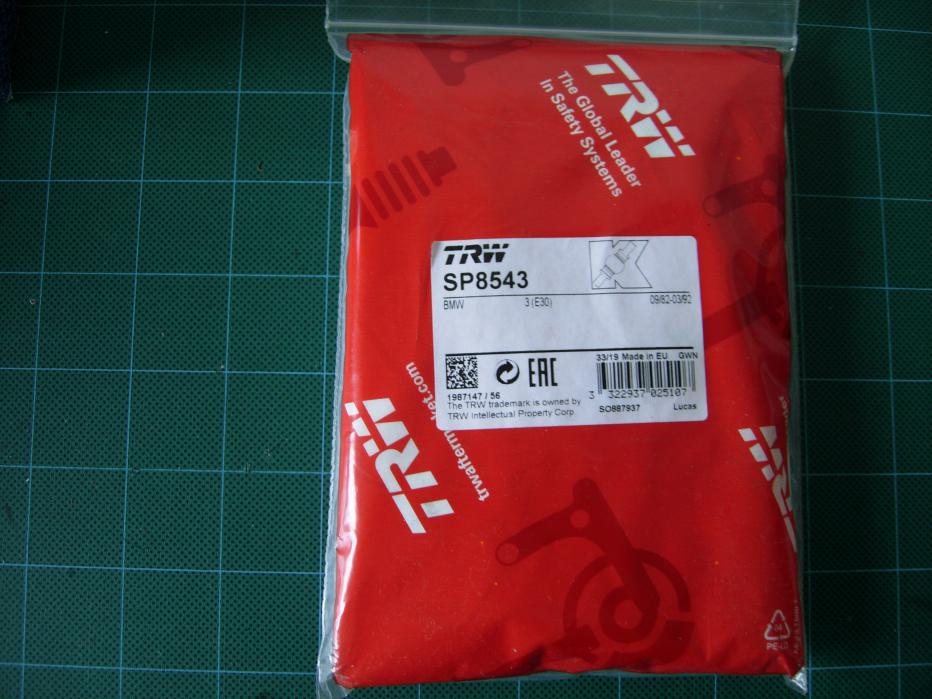 TRW
The Global Leader
In Safety Systems
TRW
SP8543
BMW 3 (E30) 09/82-03/92
33/19 Made in EU GWN
EAC
3 322937 025107
1987147 / 56
The TRW trademark is owned by
TRW Intellectual Property Corp
SO887937 Lucas
TRW
TRW
04